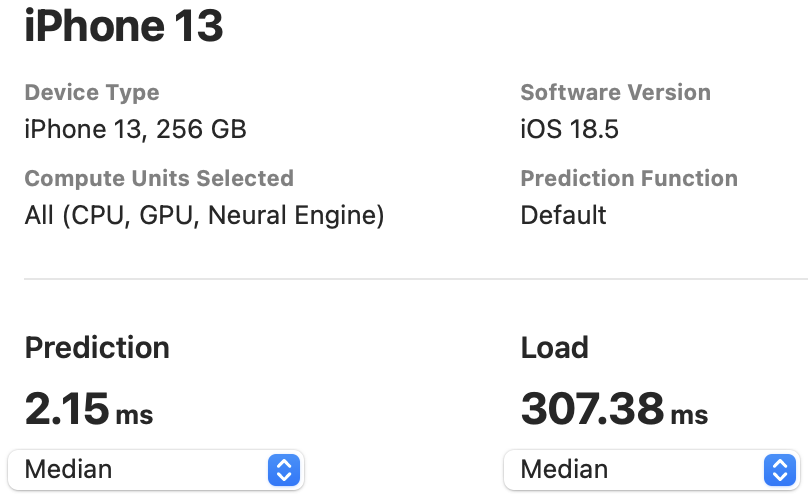 iPhone 13
Device Type
iPhone 13, 256 GB
Software Version
iOS 18.5
Compute Units Selected
All (CPU, GPU, Neural Engine)
Prediction Function
Default
Prediction
2.15 ms
Median
Load
307.38 ms
Median